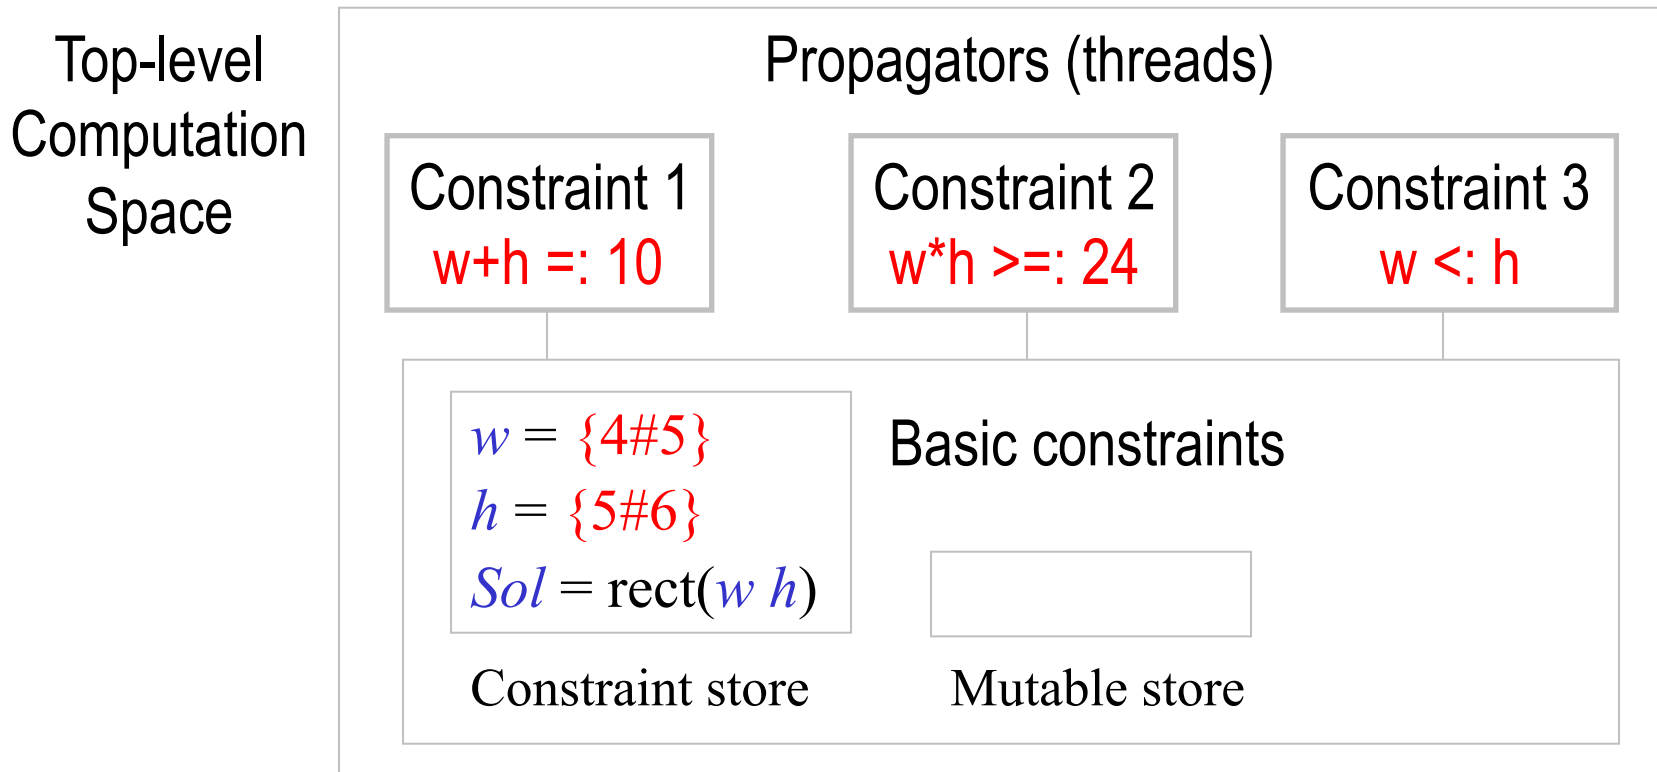 Top-level
Computation
Space
Propagators (threads)
Constraint 1
w+h =: 10
Constraint 2
w*h >=: 24
Constraint 3
w <: h
w = {4#5}
h = {5#6}
Sol = rect(w h)
Constraint store
Basic constraints
Mutable store